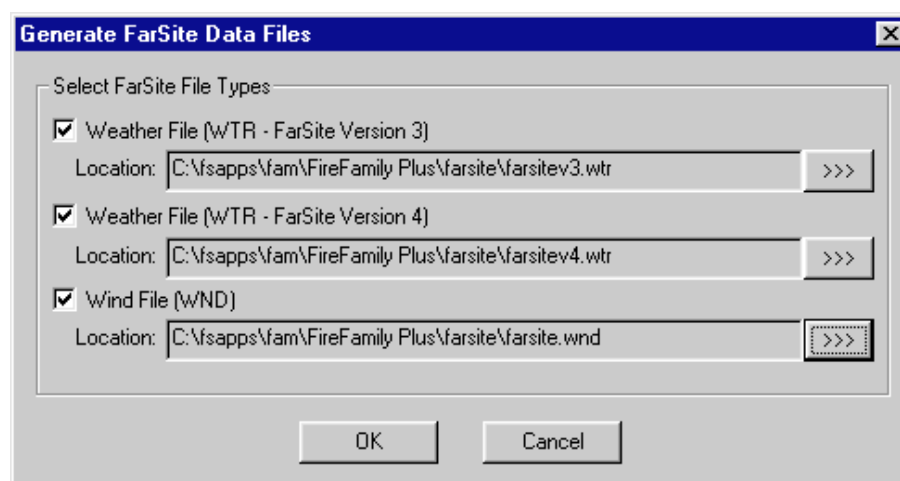 Generate FarSite Data Files
Select FarSite File Types
Weather File (WTR - FarSite Version 3)
Location: C:\fsapps\fam\FireFamily Plus\farsite\farsitev3.wtr >>>
Weather File (WTR - FarSite Version 4)
Location: C:\fsapps\fam\FireFamily Plus\farsite\farsitev4.wtr >>>
Wind File (WND)
Location: C:\fsapps\fam\FireFamily Plus\farsite\farsite.wnd >>>
OK Cancel